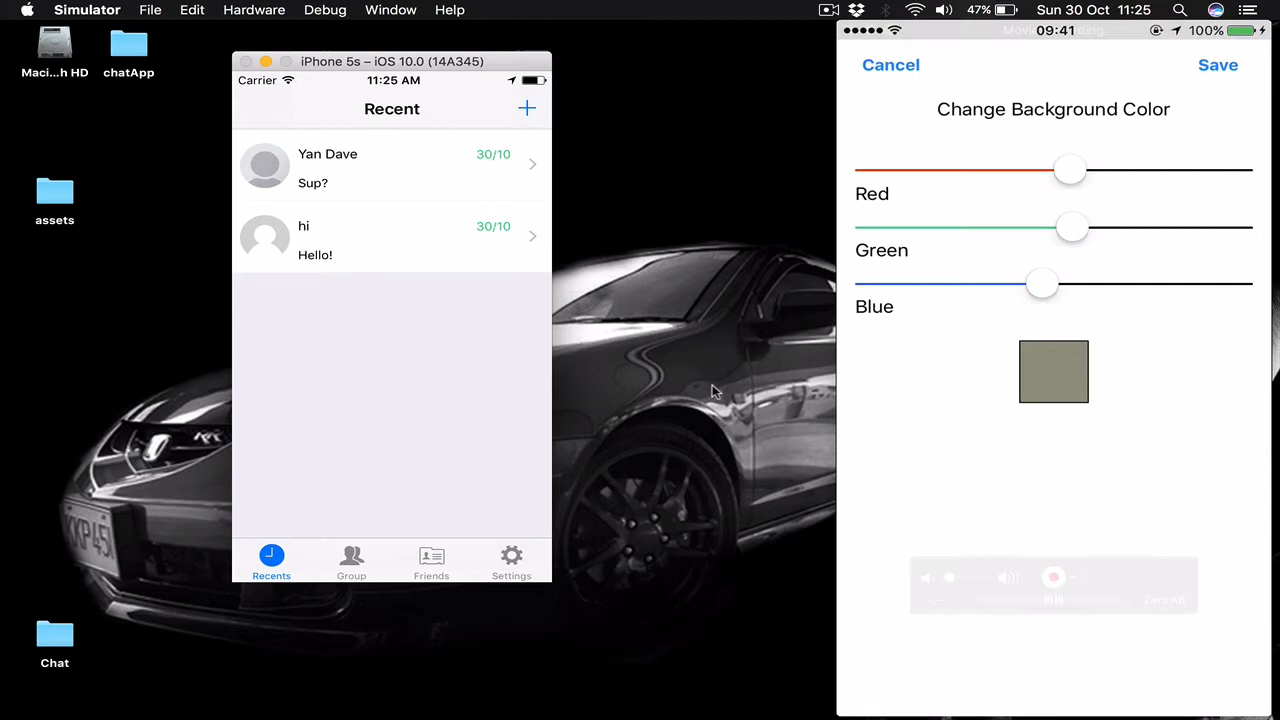 Simulator File Edit Hardware Debug Window Help 47% Sun 30 Oct 11:25
Maci...h HD
chatApp
assets
Chat
iPhone 5s – iOS 10.0 (14A345)
Carrier 11:25 AM
Recent
Yan Dave 30/10
Sup?
hi 30/10
Hello!
Recents Group Friends Settings
09:41 100%
Cancel Save
Change Background Color
Red
Green
Blue
Zero KB